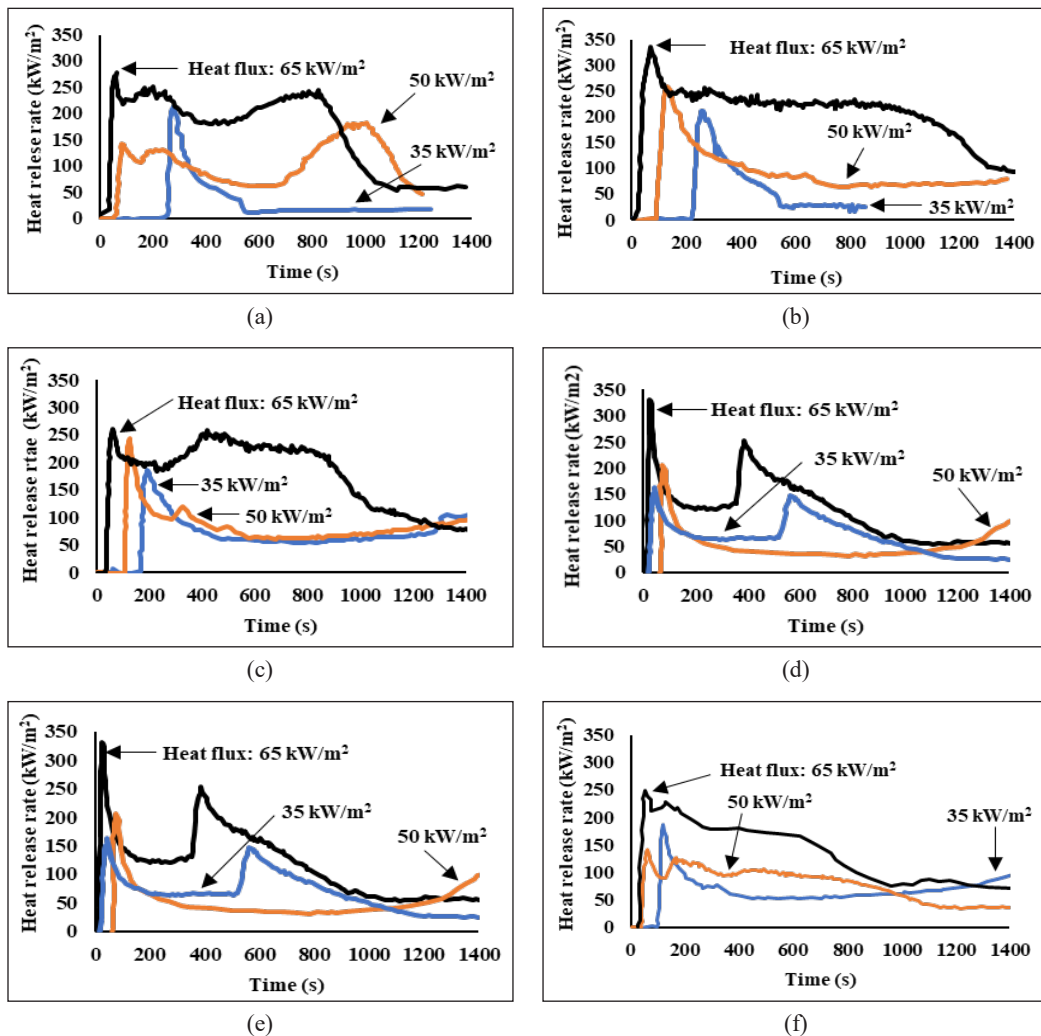 Heat release rate (kW/m²)
350
300
250
200
150
100
50
0
Heat flux: 65 kW/m²
50 kW/m²
35 kW/m²
0 200 400 600 800 1000 1200 1400
Time (s)
(a)
Heat release rate (kW/m²)
350
300
250
200
150
100
50
0
Heat flux: 65 kW/m²
50 kW/m²
35 kW/m²
0 200 400 600 800 1000 1200 1400
Time (s)
(b)
Heat release rtae (kW/m²)
350
300
250
200
150
100
50
0
Heat flux: 65 kW/m²
35 kW/m²
50 kW/m²
0 200 400 600 800 1000 1200 1400
Time (s)
(c)
Heat release rate (kW/m2)
350
300
250
200
150
100
50
0
Heat flux: 65 kW/m²
35 kW/m²
50 kW/m²
0 200 400 600 800 1000 1200 1400
Time (s)
(d)
Heat release rate (kW/m²)
350
300
250
200
150
100
50
0
Heat flux: 65 kW/m²
35 kW/m²
50 kW/m²
0 200 400 600 800 1000 1200 1400
Time (s)
(e)
Heat release rate (kW/m²)
350
300
250
200
150
100
50
0
Heat flux: 65 kW/m²
50 kW/m²
35 kW/m²
0 200 400 600 800 1000 1200 1400
Time (s)
(f)